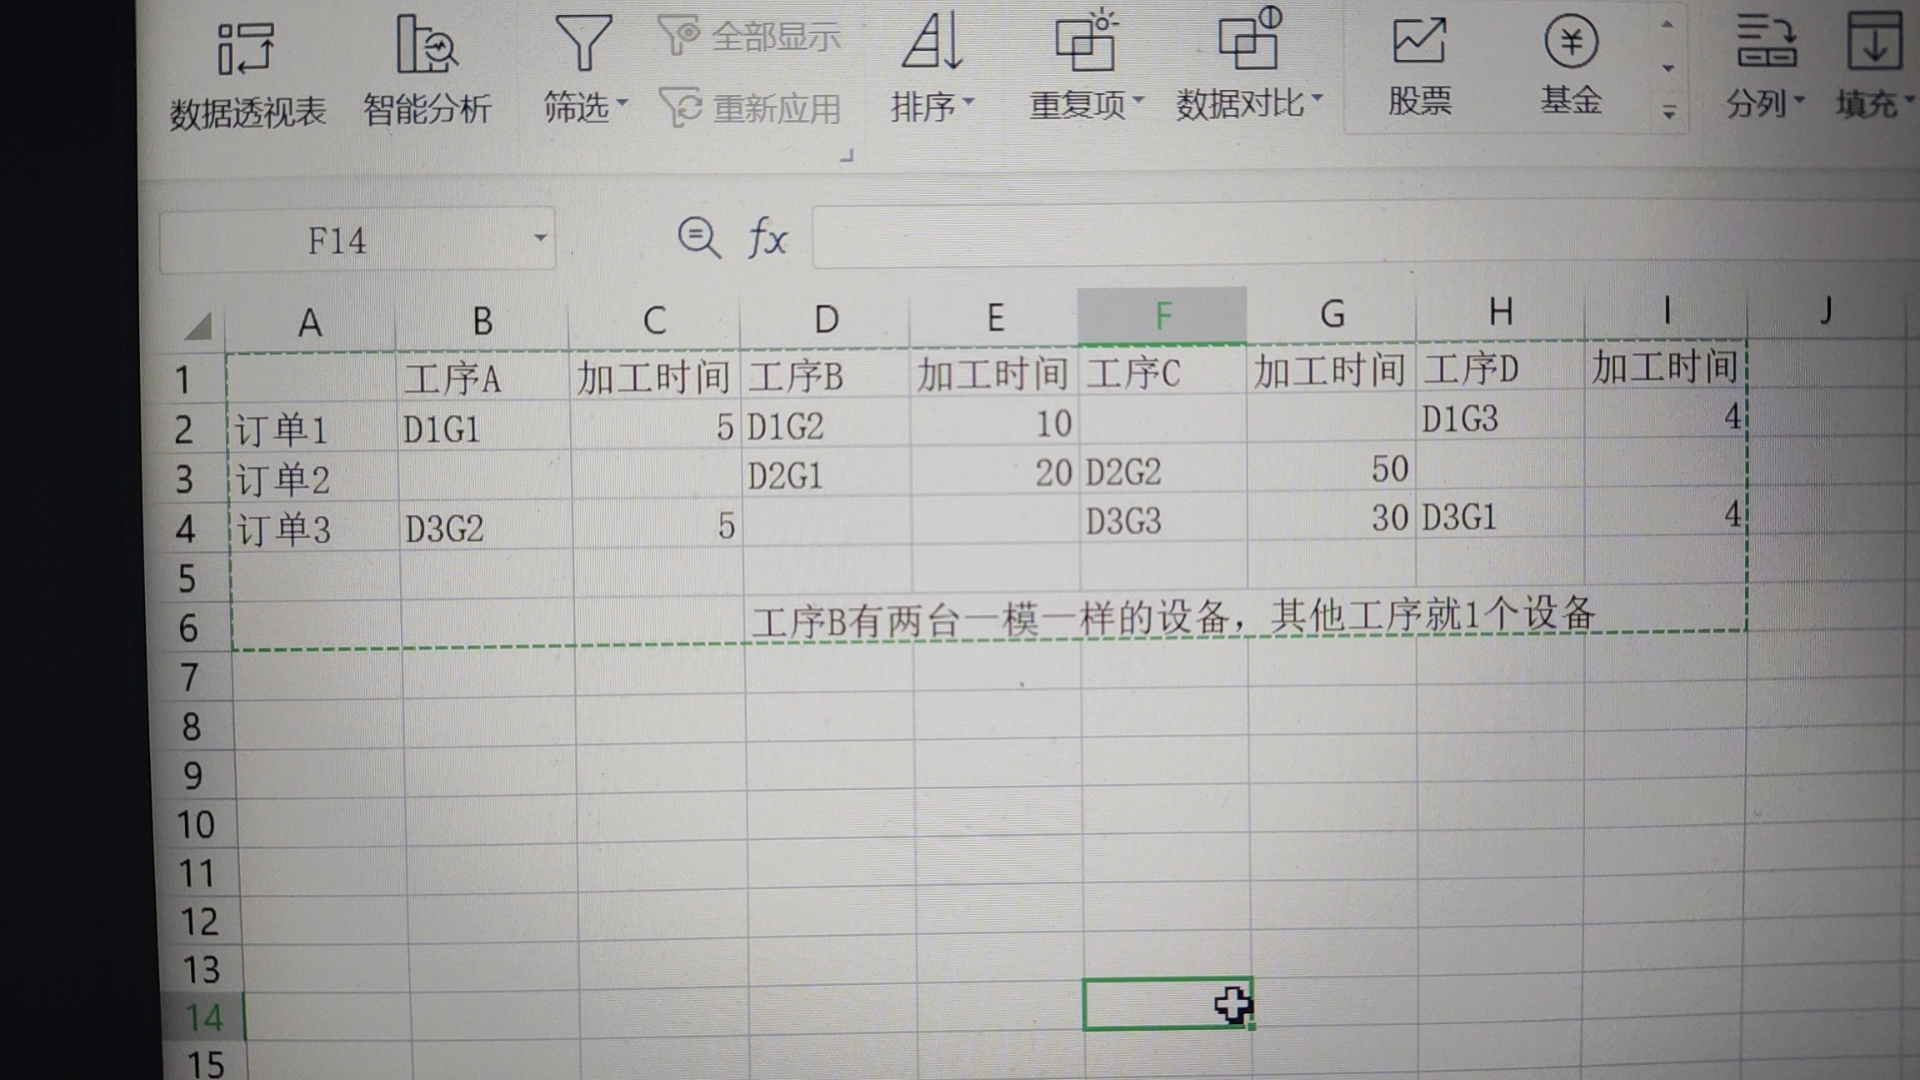 全部显示
数据透视表 智能分析 筛选 重新应用 排序 重复项 数据对比 股票 基金 分列 填充
F14 fx
A B C D E F G H I J
1 工序A 加工时间 工序B 加工时间 工序C 加工时间 工序D 加工时间
2 订单1 D1G1 5 D1G2 10 D1G3 4
3 订单2 D2G1 20 D2G2 50
4 订单3 D3G2 5 D3G3 30 D3G1 4
5
6 工序B有两台一模一样的设备，其他工序就1个设备
7
8
9
10
11
12
13
14
15